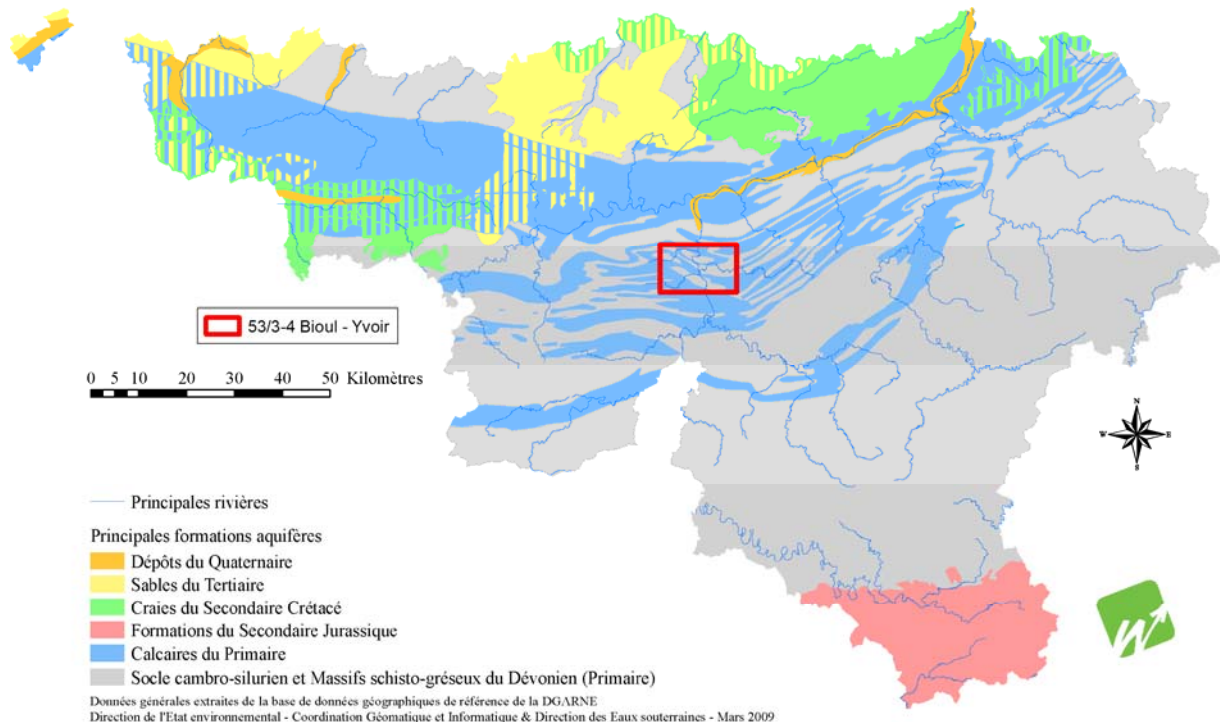 53/3-4 Bioul - Yvoir
0 5 10 20 30 40 50 Kilomètres
N
W E
S
Principales rivières
Principales formations aquifères
Dépôts du Quaternaire
Sables du Tertiaire
Craies du Secondaire Crétacé
Formations du Secondaire Jurassique
Calcaires du Primaire
Socle cambro-silurien et Massifs schisto-gréseux du Dévonien (Primaire)
Données générales extraites de la base de données géographiques de référence de la DGARNE
Direction de l'Etat environnemental - Coordination Géomatique et Informatique & Direction des Eaux souterraines - Mars 2009